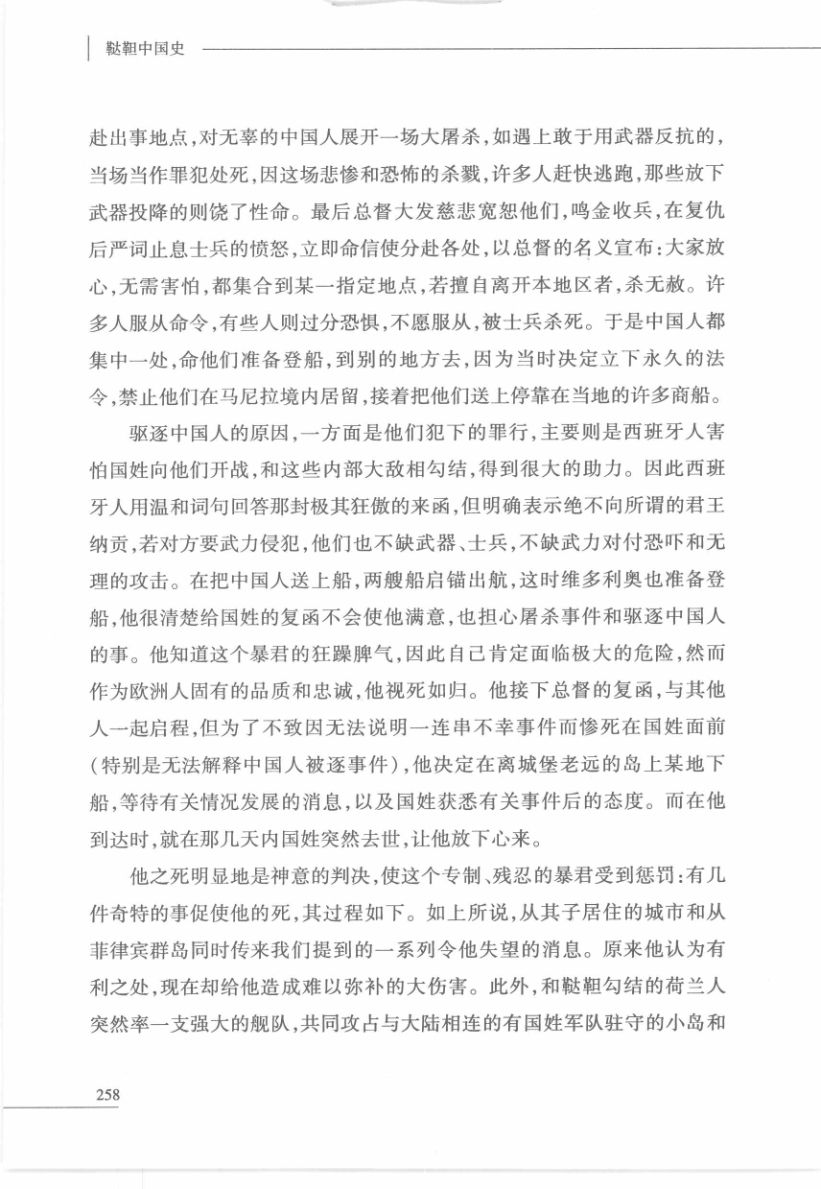 鞑靼中国史
赴出事地点,对无辜的中国人展开一场大屠杀,如遇上敢于用武器反抗的,
当场当作罪犯处死,因这场悲惨和恐怖的杀戮,许多人赶快逃跑,那些放下
武器投降的则饶了性命。最后总督大发慈悲宽恕他们,鸣金收兵,在复仇
后严词止息士兵的愤怒,立即命信使分赴各处,以总督的名义宣布:大家放
心,无需害怕,都集合到某一指定地点,若擅自离开本地区者,杀无赦。许
多人服从命令,有些人则过分恐惧,不愿服从,被士兵杀死。于是中国人都
集中一处,命他们准备登船,到别的地方去,因为当时决定立下永久的法
令,禁止他们在马尼拉境内居留,接着把他们送上停靠在当地的许多商船。
驱逐中国人的原因,一方面是他们犯下的罪行,主要则是西班牙人害
怕国姓向他们开战,和这些内部大敌相勾结,得到很大的助力。因此西班
牙人用温和词句回答那封极其狂傲的来函,但明确表示绝不向所谓的君王
纳贡,若对方要武力侵犯,他们也不缺武器、士兵,不缺武力对付恐吓和无
理的攻击。在把中国人送上船,两艘船启锚出航,这时维多利奥也准备登
船,他很清楚给国姓的复函不会使他满意,也担心屠杀事件和驱逐中国人
的事。他知道这个暴君的狂躁脾气,因此自己肯定面临极大的危险,然而
作为欧洲人固有的品质和忠诚,他视死如归。他接下总督的复函,与其他
人一起启程,但为了不致因无法说明一连串不幸事件而惨死在国姓面前
(特别是无法解释中国人被逐事件),他决定在离城堡老远的岛上某地下
船,等待有关情况发展的消息,以及国姓获悉有关事件后的态度。而在他
到达时,就在那几天内国姓突然去世,让他放下心来。
他之死明显地是神意的判决,使这个专制、残忍的暴君受到惩罚:有几
件奇特的事促使他的死,其过程如下。如上所说,从其子居住的城市和从
菲律宾群岛同时传来我们提到的一系列令他失望的消息。原来他认为有
利之处,现在却给他造成难以弥补的大伤害。此外,和鞑靼勾结的荷兰人
突然率一支强大的舰队,共同攻占与大陆相连的有国姓军队驻守的小岛和
258